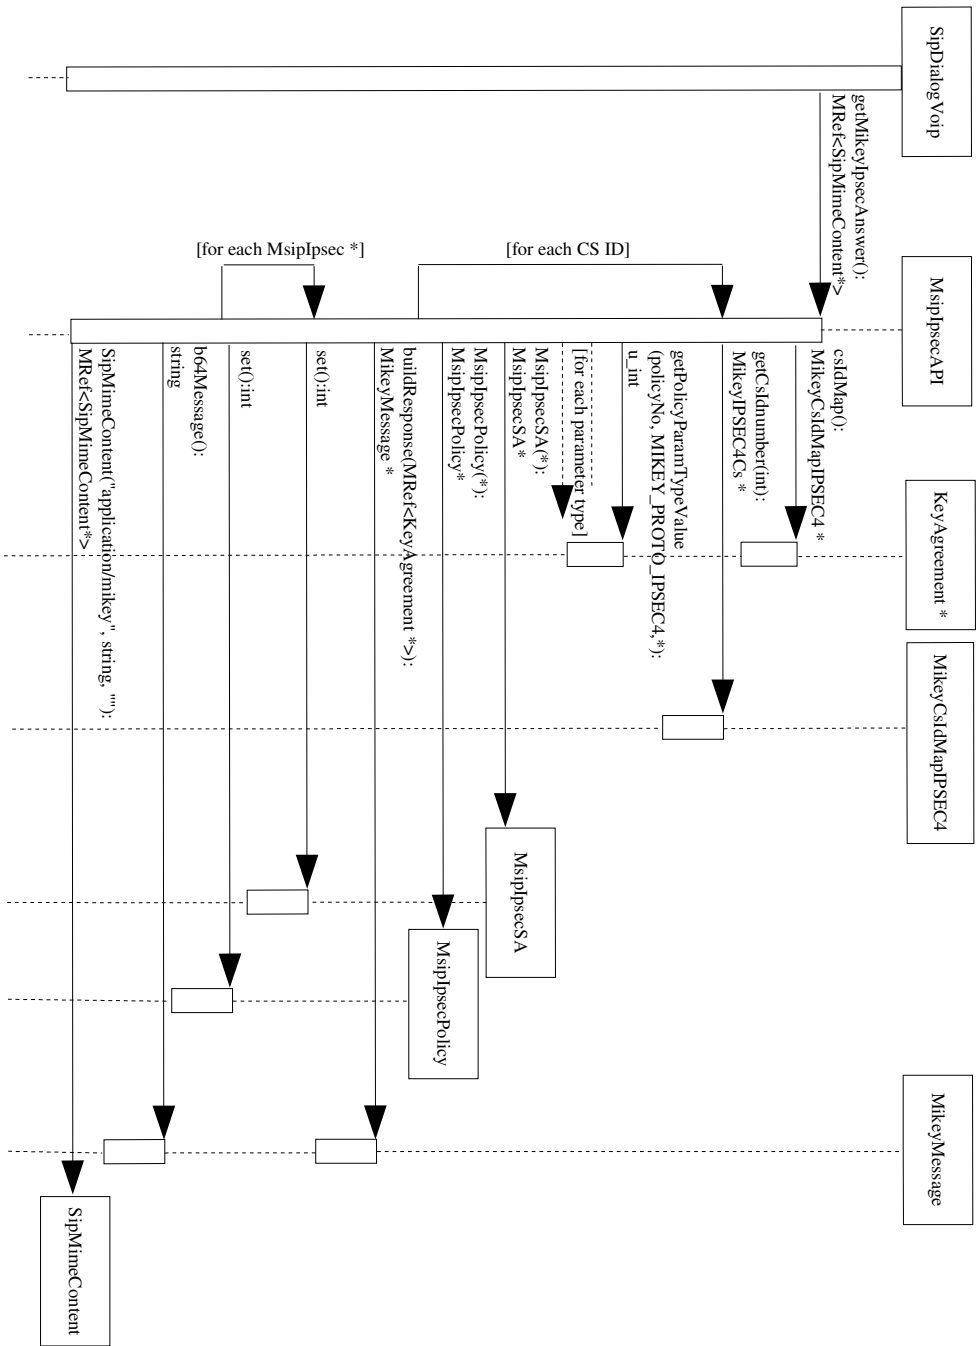 SipDialogVoip
MsipIpsecAPI
KeyAgreement *
MikeyCsIdMapIPSEC4
MikeyMessage
getMikeyIpsecAnswer():
MRef<SipMimeContent*>
csIdMap():
MikeyCsIdMapIPSEC4 *
[for each CS ID]
getCsIdnumber(int):
MikeyIPSEC4Cs *
getPolicyParamTypeValue
(policyNo, MIKEY_PROTO_IPSEC4,*):
u_int
[for each parameter type]
MsipIpsecSA(*):
MsipIpsecSA*
MsipIpsecSA
MsipIpsecPolicy(*):
MsipIpsecPolicy*
MsipIpsecPolicy
buildResponse(MRef<KeyAgreement *>):
MikeyMessage *
[for each MsipIpsec *]
set():int
set():int
b64Message():
string
SipMimeContent("application/mikey", string, ""):
MRef<SipMimeContent*>
SipMimeContent